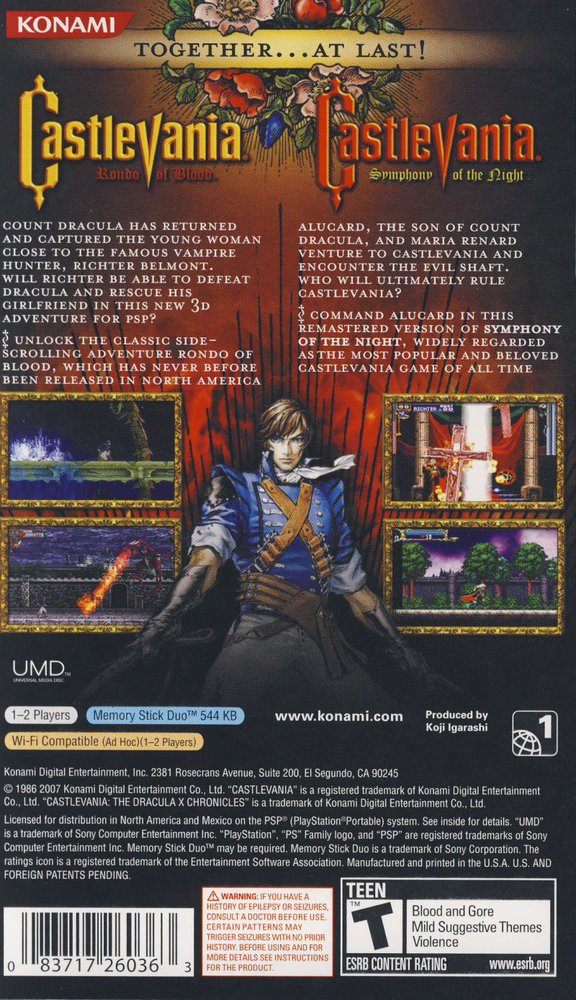 KONAMI
TOGETHER...AT LAST!
Castlevania
Rondo of Blood™
COUNT DRACULA HAS RETURNED
AND CAPTURED THE YOUNG WOMAN
CLOSE TO THE FAMOUS VAMPIRE
HUNTER, RICHTER BELMONT.
WILL RICHTER BE ABLE TO DEFEAT
DRACULA AND RESCUE HIS
GIRLFRIEND IN THIS NEW 3D
ADVENTURE FOR PSP?
UNLOCK THE CLASSIC SIDE-
SCROLLING ADVENTURE RONDO OF
BLOOD, WHICH HAS NEVER BEFORE
BEEN RELEASED IN NORTH AMERICA
Castlevania
Symphony of the Night™
ALUCARD, THE SON OF COUNT
DRACULA, AND MARIA RENARD
VENTURE TO CASTLEVANIA AND
ENCOUNTER THE EVIL SHAFT.
WHO WILL ULTIMATELY RULE
CASTLEVANIA?
COMMAND ALUCARD IN THIS
REMASTERED VERSION OF SYMPHONY
OF THE NIGHT, WIDELY REGARDED
AS THE MOST POPULAR AND BELOVED
CASTLEVANIA GAME OF ALL TIME
UMD™
UNIVERSAL MEDIA DISC
1–2 Players
Memory Stick Duo™ 544 KB
Wi-Fi Compatible (Ad Hoc)(1–2 Players)
www.konami.com
Produced by
Koji Igarashi
1
Konami Digital Entertainment, Inc. 2381 Rosecrans Avenue, Suite 200, El Segundo, CA 90245
© 1986 2007 Konami Digital Entertainment Co., Ltd. "CASTLEVANIA" is a registered trademark of Konami Digital Entertainment
Co., Ltd. "CASTLEVANIA: THE DRACULA X CHRONICLES" is a trademark of Konami Digital Entertainment Co., Ltd.
Licensed for distribution in North America and Mexico on the PSP® (PlayStation®Portable) system. See inside for details. "UMD"
is a trademark of Sony Computer Entertainment Inc. "PlayStation", "PS" Family logo, and "PSP" are registered trademarks of Sony
Computer Entertainment Inc. Memory Stick Duo™ may be required. Memory Stick Duo is a trademark of Sony Corporation. The
ratings icon is a registered trademark of the Entertainment Software Association. Manufactured and printed in the U.S.A. U.S. AND
FOREIGN PATENTS PENDING.
0 83717 26036 3
WARNING: IF YOU HAVE A
HISTORY OF EPILEPSY OR SEIZURES,
CONSULT A DOCTOR BEFORE USE.
CERTAIN PATTERNS MAY
TRIGGER SEIZURES WITH NO PRIOR
HISTORY. BEFORE USING AND FOR
MORE DETAILS SEE INSTRUCTIONS
FOR THE PRODUCT.
TEEN
T
Blood and Gore
Mild Suggestive Themes
Violence
ESRB CONTENT RATING
www.esrb.org